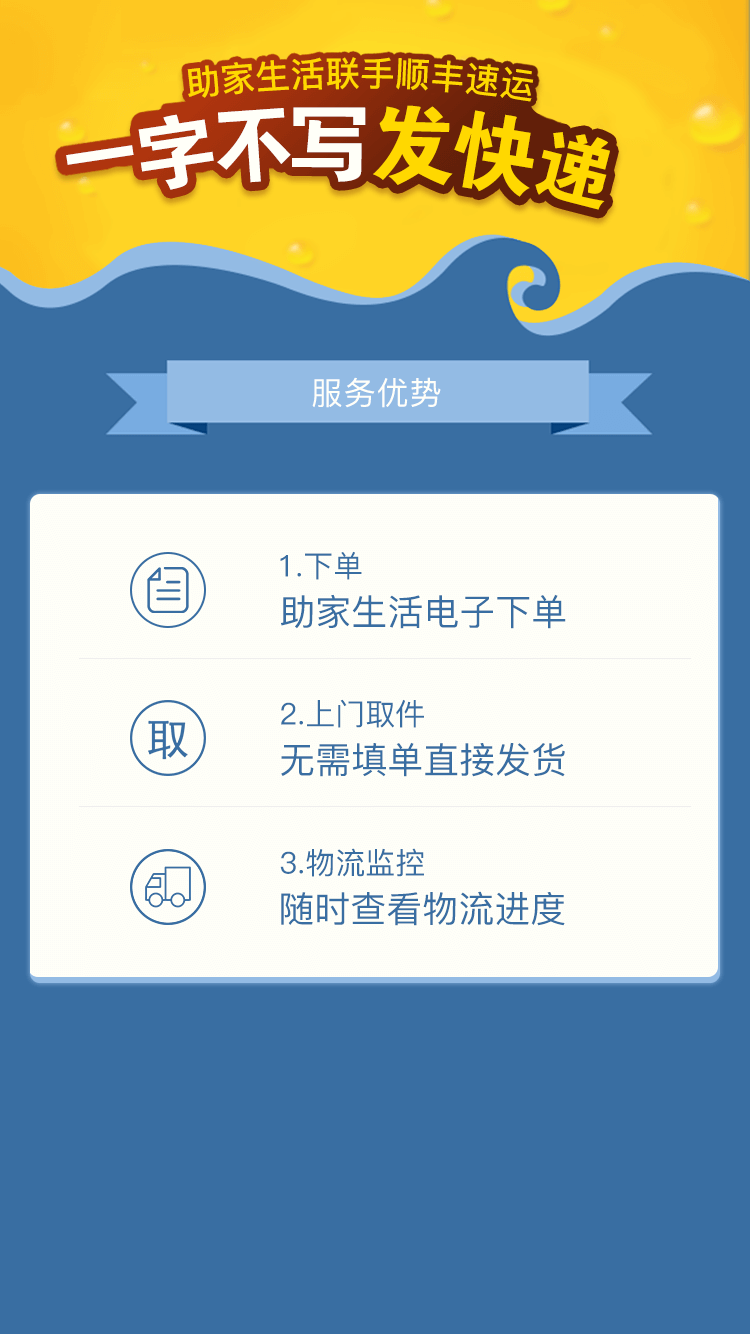 助家生活联手顺丰速运
一字不写发快递
服务优势
1.下单
助家生活电子下单
取
2.上门取件
无需填单直接发货
3.物流监控
随时查看物流进度